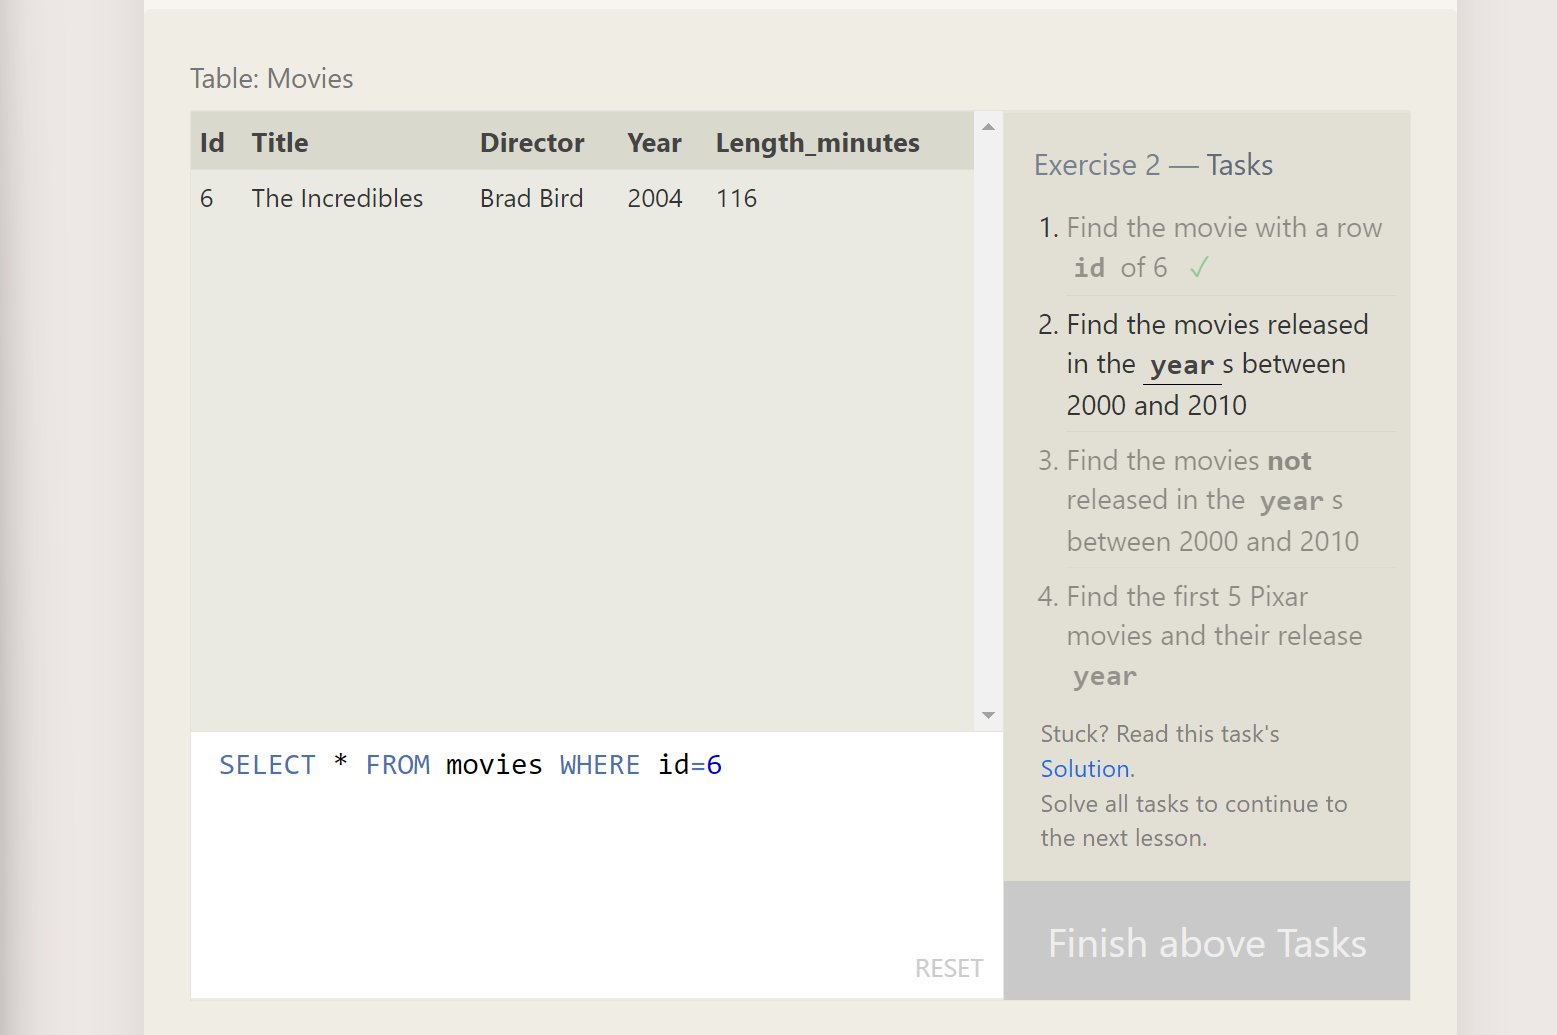 Table: Movies
Id Title Director Year Length_minutes
6 The Incredibles Brad Bird 2004 116
SELECT * FROM movies WHERE id=6
RESET
Exercise 2 — Tasks
1. Find the movie with a row
id of 6 ✓
2. Find the movies released
in the year s between
2000 and 2010
3. Find the movies not
released in the year s
between 2000 and 2010
4. Find the first 5 Pixar
movies and their release
year
Stuck? Read this task's
Solution.
Solve all tasks to continue to
the next lesson.
Finish above Tasks